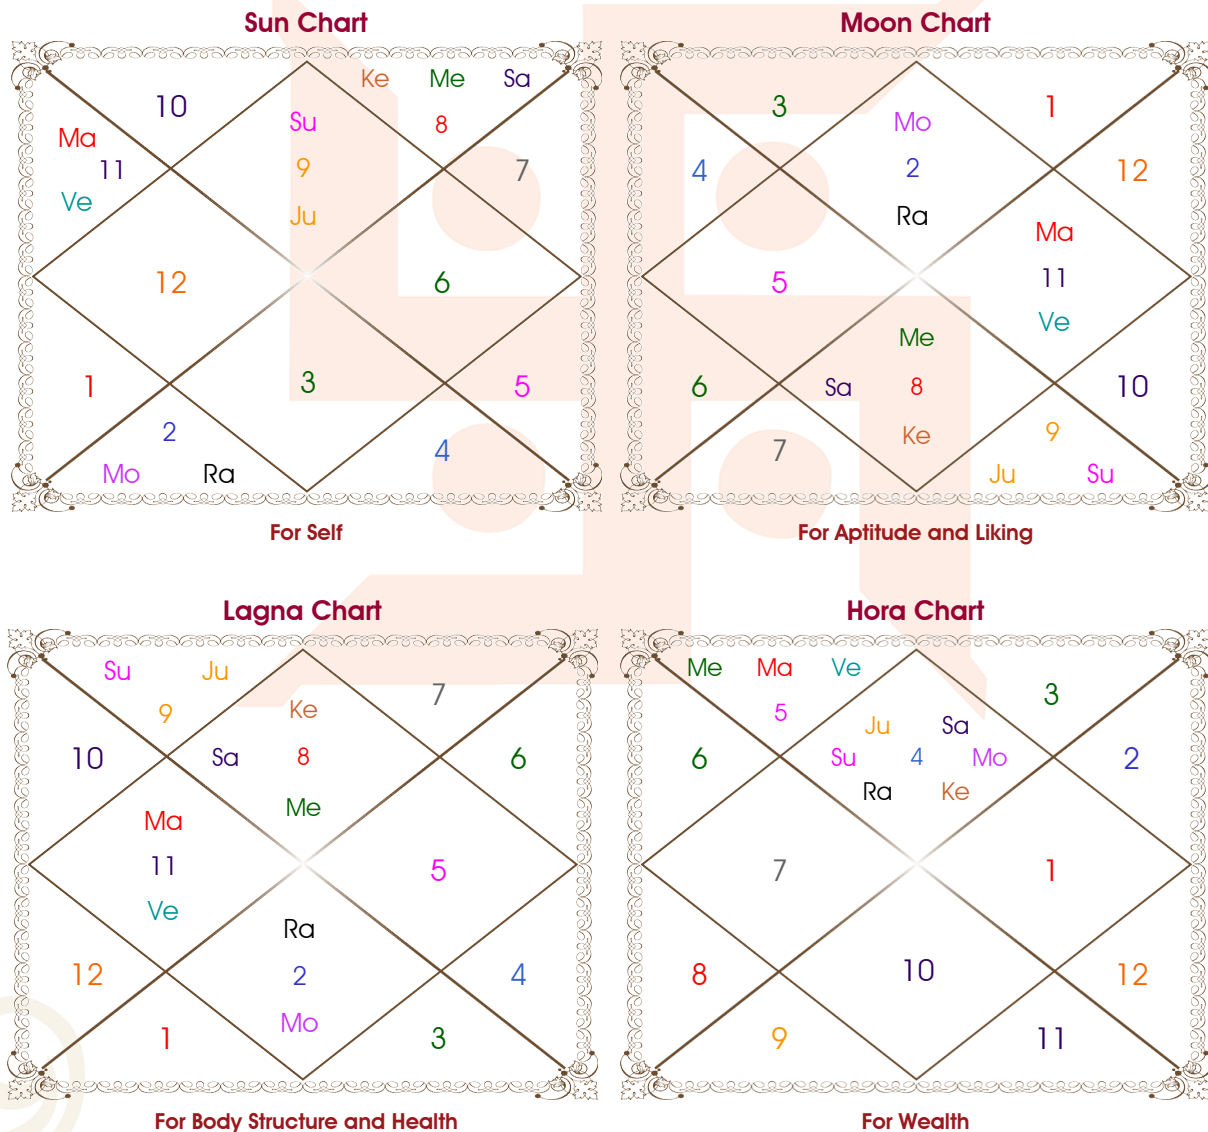 Sun Chart
Ke Me Sa
10 Su 8
Ma
11 9 7
Ve Ju
12 6
1 3 5
2 4
Mo Ra
For Self
Moon Chart
3 Mo 1
4 2 12
Ra Ma
5 11
Me Ve
6 Sa 8 10
7 Ke 9
Ju Su
For Aptitude and Liking
Lagna Chart
Su Ju 7
9 Ke
10 Sa 8 6
Me
Ma
11 5
Ve
Ra
12 2 4
Mo
1 3
For Body Structure and Health
Hora Chart
Me Ma Ve 3
5 Ju Sa
6 Su 4 Mo 2
Ra Ke
7 1
8 10 12
9 11
For Wealth